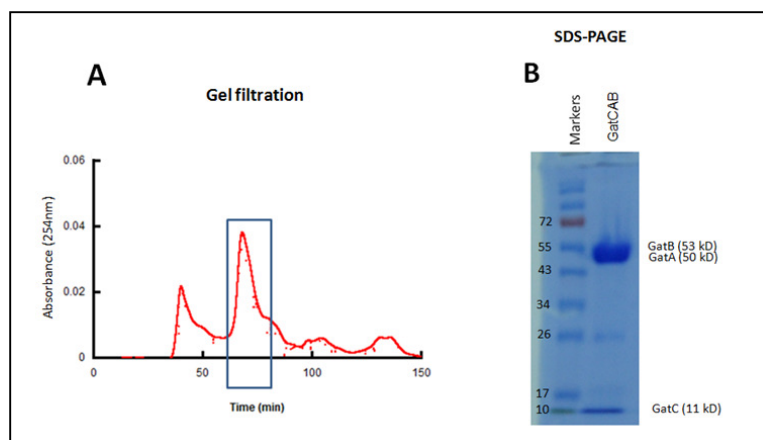 SDS-PAGE
A
Gel filtration
0.06
0.04
0.02
0
Absorbance (254nm)
0
50
100
150
Time (min)
B
Markers
GatCAB
72
55
43
34
26
17
10
GatB (53 kD)
GatA (50 kD)
GatC (11 kD)